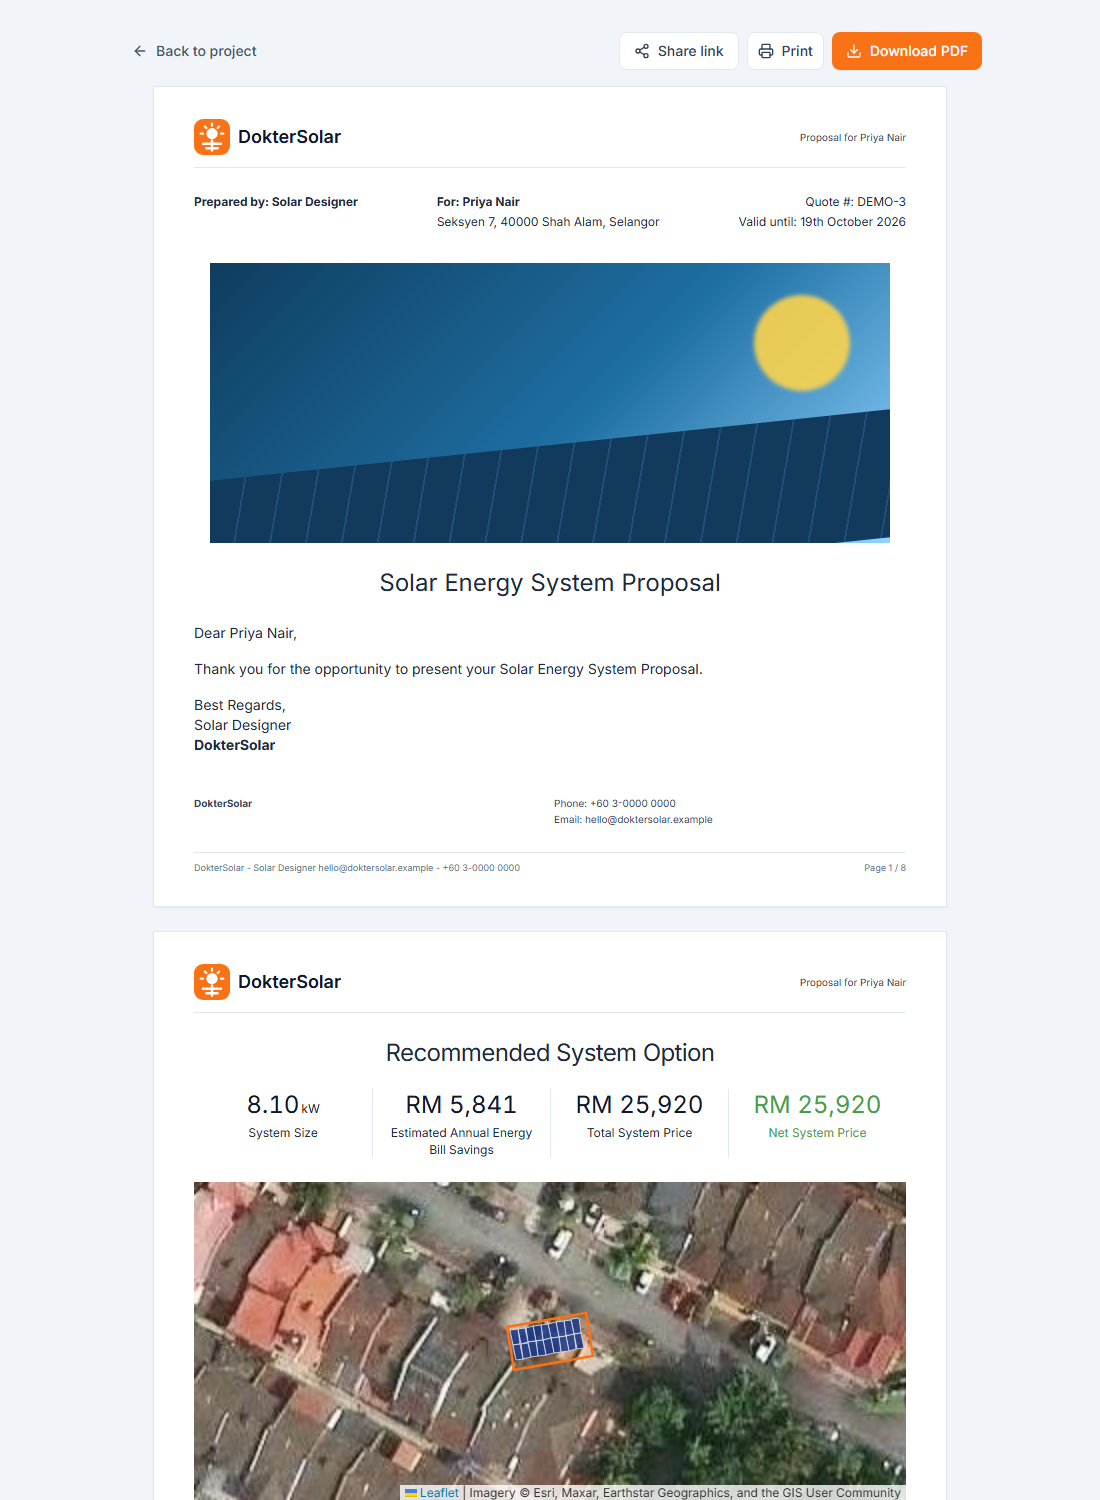 Back to project
Share link
Print
Download PDF
DokterSolar
Proposal for Priya Nair
Prepared by: Solar Designer
For: Priya Nair
Seksyen 7, 40000 Shah Alam, Selangor
Quote #: DEMO-3
Valid until: 19th October 2026
Solar Energy System Proposal
Dear Priya Nair,
Thank you for the opportunity to present your Solar Energy System Proposal.
Best Regards,
Solar Designer
DokterSolar
DokterSolar
Phone: +60 3-0000 0000
Email: hello@doktersolar.example
DokterSolar - Solar Designer hello@doktersolar.example - +60 3-0000 0000
Page 1 / 8
DokterSolar
Proposal for Priya Nair
Recommended System Option
8.10 kW
System Size
RM 5,841
Estimated Annual Energy
Bill Savings
RM 25,920
Total System Price
RM 25,920
Net System Price
Leaflet | Imagery © Esri, Maxar, Earthstar Geographics, and the GIS User Community